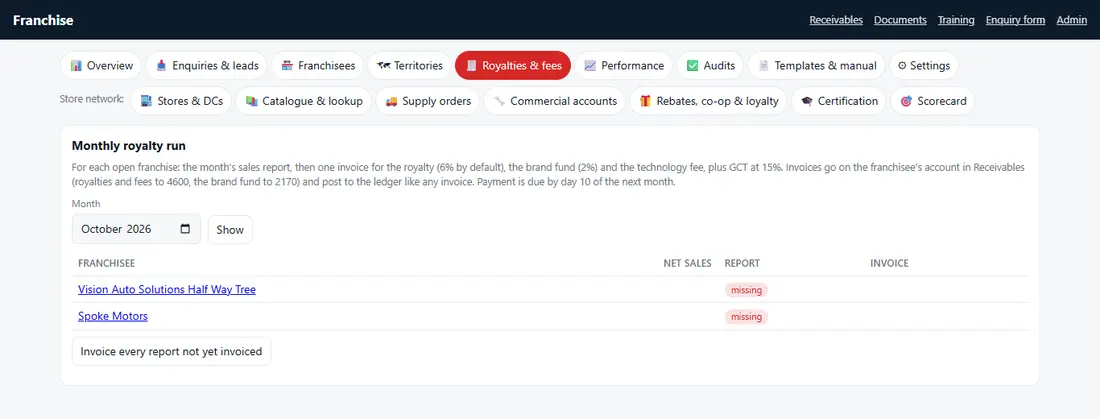 Franchise
Receivables Documents Training Enquiry form Admin
Overview Enquiries & leads Franchisees Territories Royalties & fees Performance Audits Templates & manual Settings
Store network: Stores & DCs Catalogue & lookup Supply orders Commercial accounts Rebates, co-op & loyalty Certification Scorecard
Monthly royalty run
For each open franchise: the month's sales report, then one invoice for the royalty (6% by default), the brand fund (2%) and the technology fee, plus GCT at 15%. Invoices go on the franchisee's account in Receivables
(royalties and fees to 4600, the brand fund to 2170) and post to the ledger like any invoice. Payment is due by day 10 of the next month.
Month
October 2026 Show
FRANCHISEE NET SALES REPORT INVOICE
Vision Auto Solutions Half Way Tree missing
Spoke Motors missing
Invoice every report not yet invoiced